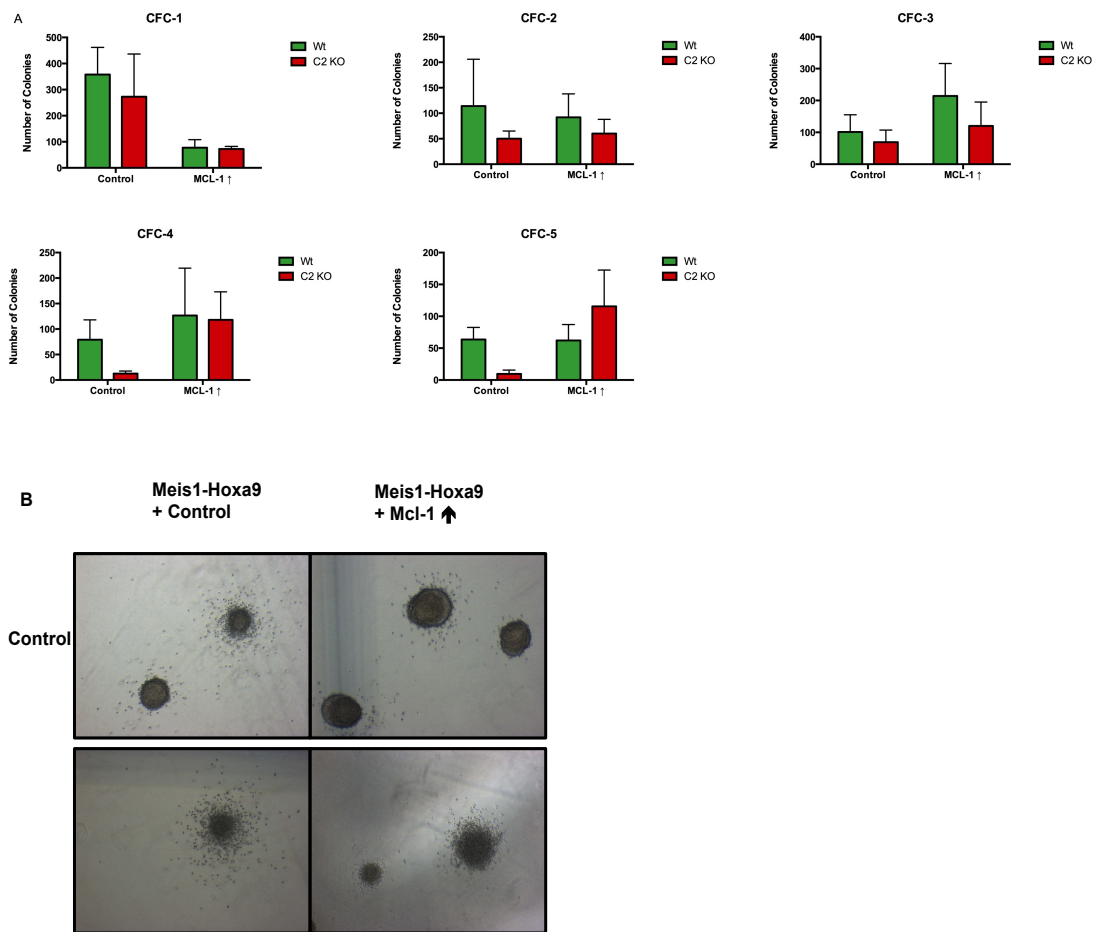 A
CFC-1
Number of Colonies
500
400
300
200
100
0
Control
MCL-1 ↑
Wt
C2 KO
CFC-2
Number of Colonies
250
200
150
100
50
0
Control
MCL-1 ↑
Wt
C2 KO
CFC-3
Number of Colonies
400
300
200
100
0
Control
MCL-1 ↑
Wt
C2 KO
CFC-4
Number of Colonies
250
200
150
100
50
0
Control
MCL-1 ↑
Wt
C2 KO
CFC-5
Number of Colonies
200
150
100
50
0
Control
MCL-1 ↑
Wt
C2 KO
B
Meis1-Hoxa9
+ Control
Meis1-Hoxa9
+ Mcl-1 ↑
Control